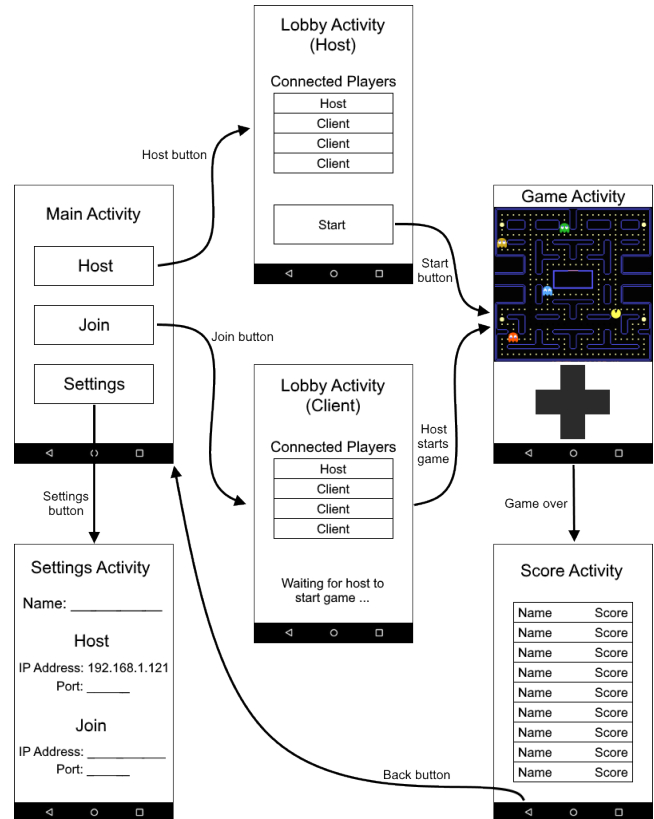 Lobby Activity
(Host)
Connected Players
Host
Client
Client
Client
Start
Host button
Main Activity
Host
Join
Settings
Game Activity
Start
button
Join button
Lobby Activity
(Client)
Connected Players
Host
Client
Client
Client
Waiting for host to
start game ...
Host
starts
game
Settings
button
Game over
Settings Activity
Name: ___________
Host
IP Address: 192.168.1.121
Port: ______
Join
IP Address: ___________
Port: ______
Score Activity
Name Score
Name Score
Name Score
Name Score
Name Score
Name Score
Name Score
Name Score
Name Score
Back button